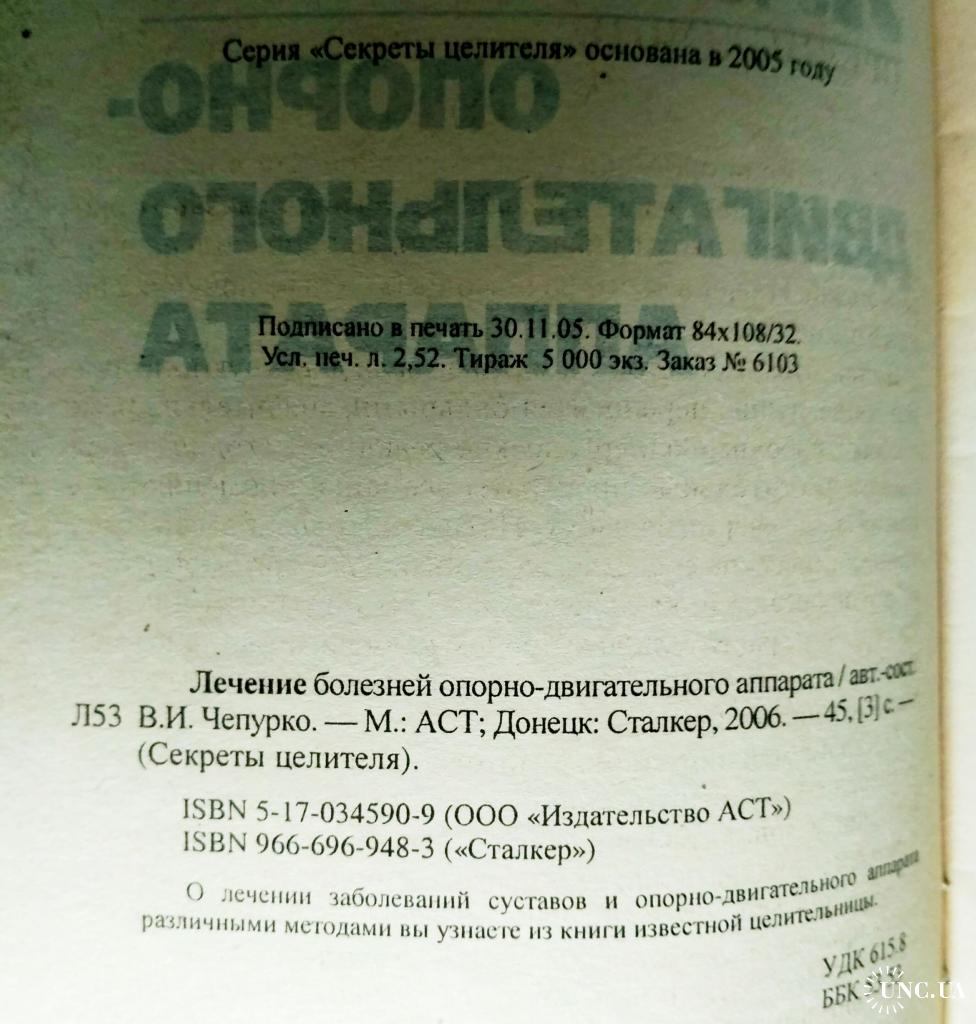 Серия «Секреты целителя» основана в 2005 году
ОПОРНО-
ДВИГАТЕЛЬНОГО
АППАРАТА
Подписано в печать 30.11.05. Формат 84х108/32.
Усл. печ. л. 2,52. Тираж 5 000 экз. Заказ № 6103
Лечение болезней опорно-двигательного аппарата / авт.-сост.
Л53 В.И. Чепурко. — М.: АСТ; Донецк: Сталкер, 2006. — 45, [3] с. —
(Секреты целителя).
ISBN 5-17-034590-9 (ООО «Издательство АСТ»)
ISBN 966-696-948-3 («Сталкер»)
О лечении заболеваний суставов и опорно-двигательного аппарата
различными методами вы узнаете из книги известной целительницы.
УДК 615.8
ББК
UNC.UA